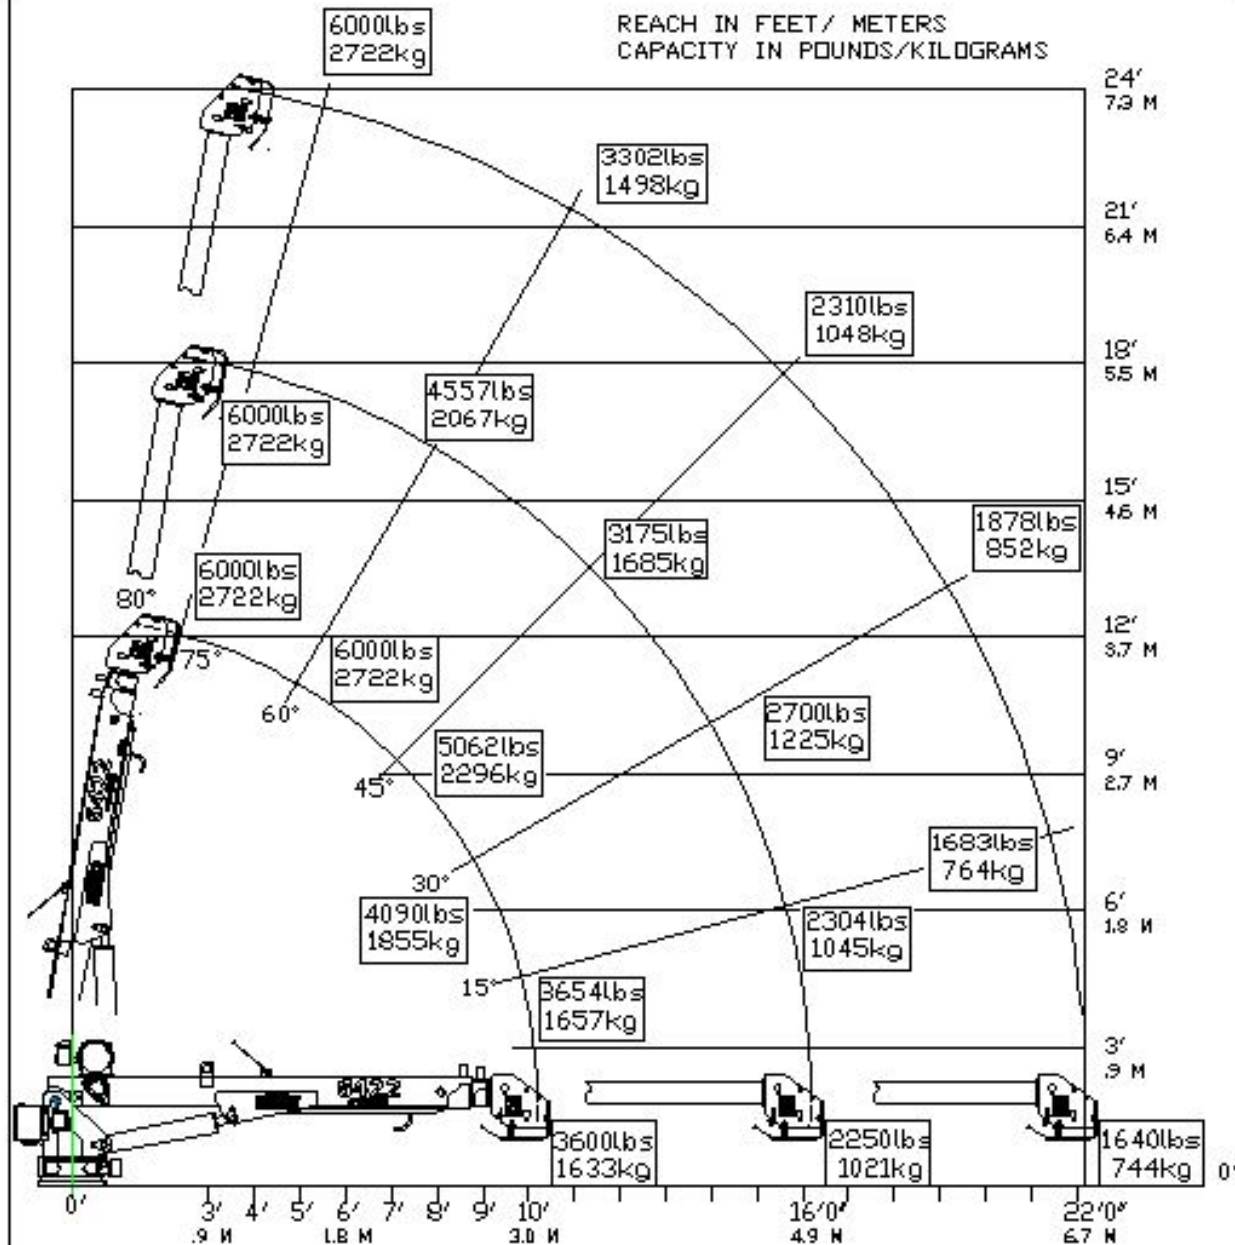 REACH IN FEET/ METERS
CAPACITY IN POUNDS/KILOGRAMS
6000lbs
2722kg
24'
7.3 M
3302lbs
1498kg
21'
6.4 M
2310lbs
1048kg
18'
5.5 M
4557lbs
2067kg
6000lbs
2722kg
15'
4.6 M
1878lbs
852kg
3175lbs
1685kg
6000lbs
2722kg
80°
12'
3.7 M
75°
6000lbs
2722kg
60°
2700lbs
1225kg
5062lbs
2296kg
9'
2.7 M
45°
6422
1683lbs
764kg
30°
6'
1.8 M
4090lbs
1855kg
2304lbs
1045kg
15°
3654lbs
1657kg
3'
.9 M
6422
3600lbs
1633kg
2250lbs
1021kg
1640lbs
744kg
0'
0' 3' 4' 5' 6' 7' 8' 9' 10' 16'0" 22'0"
.9 M 1.8 M 3.0 M 4.9 M 6.7 M